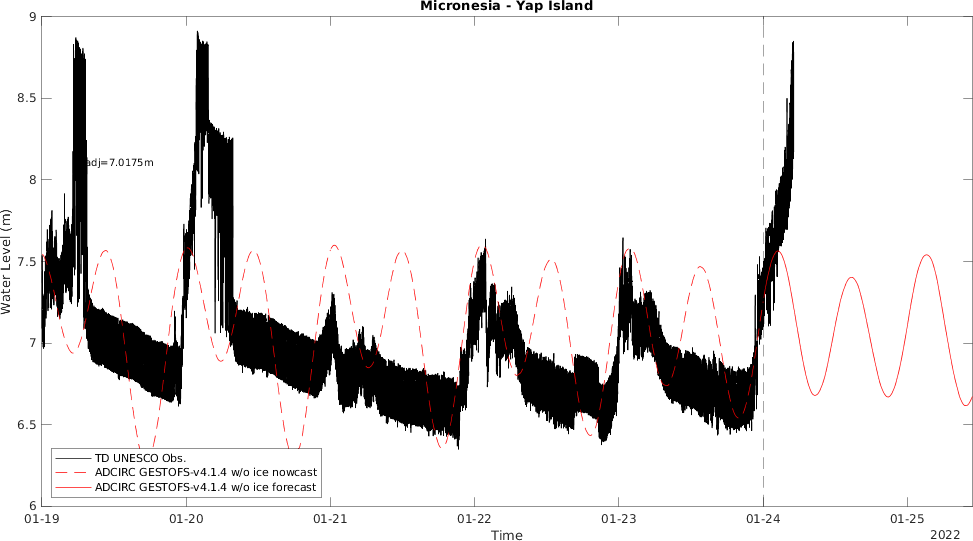 Micronesia - Yap Island
9
8.5
8
7.5
7
6.5
6
Water Level (m)
adj=7.0175m
TD UNESCO Obs.
ADCIRC GESTOFS-v4.1.4 w/o ice nowcast
ADCIRC GESTOFS-v4.1.4 w/o ice forecast
01-19 01-20 01-21 01-22 01-23 01-24 01-25
Time
2022